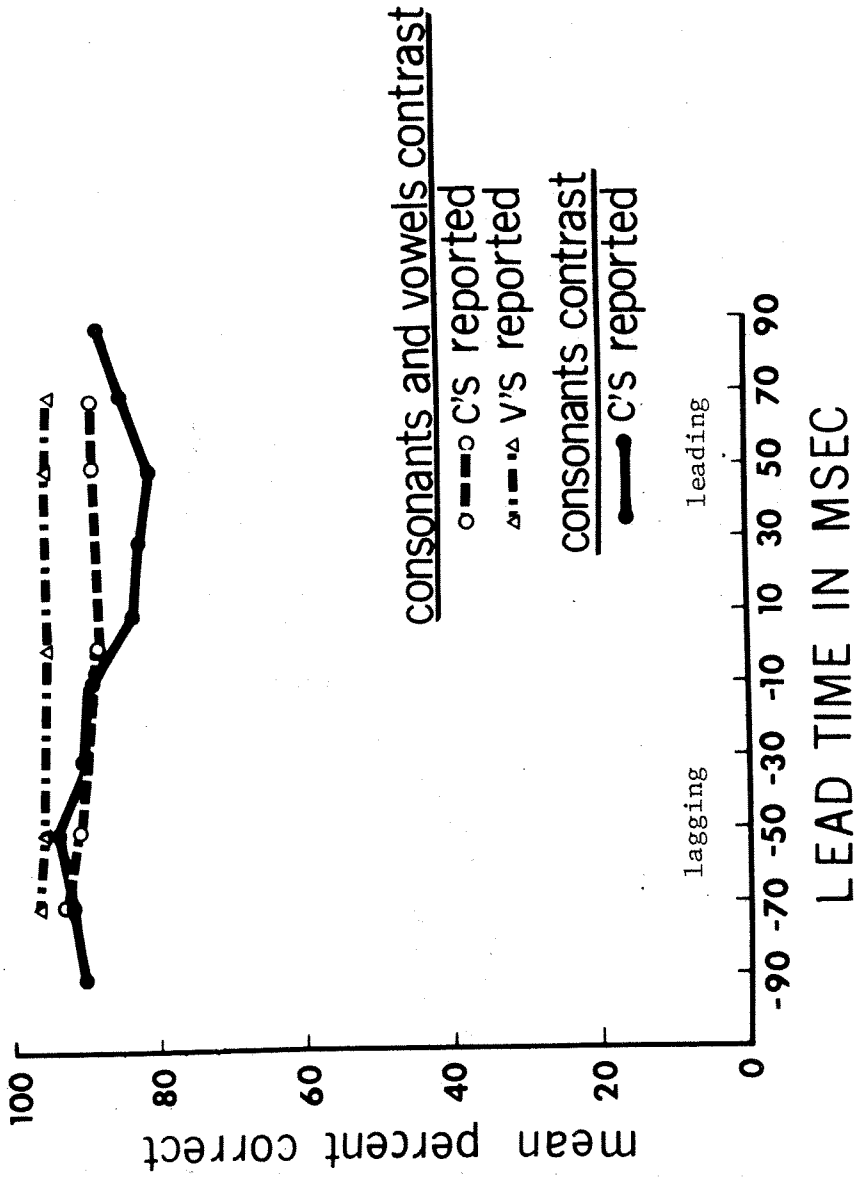 100
80
60
40
20
0
mean percent correct
consonants and vowels contrast
C'S reported
V'S reported
consonants contrast
C'S reported
lagging leading
-90 -70 -50 -30 -10 10 30 50 70 90
LEAD TIME IN MSEC